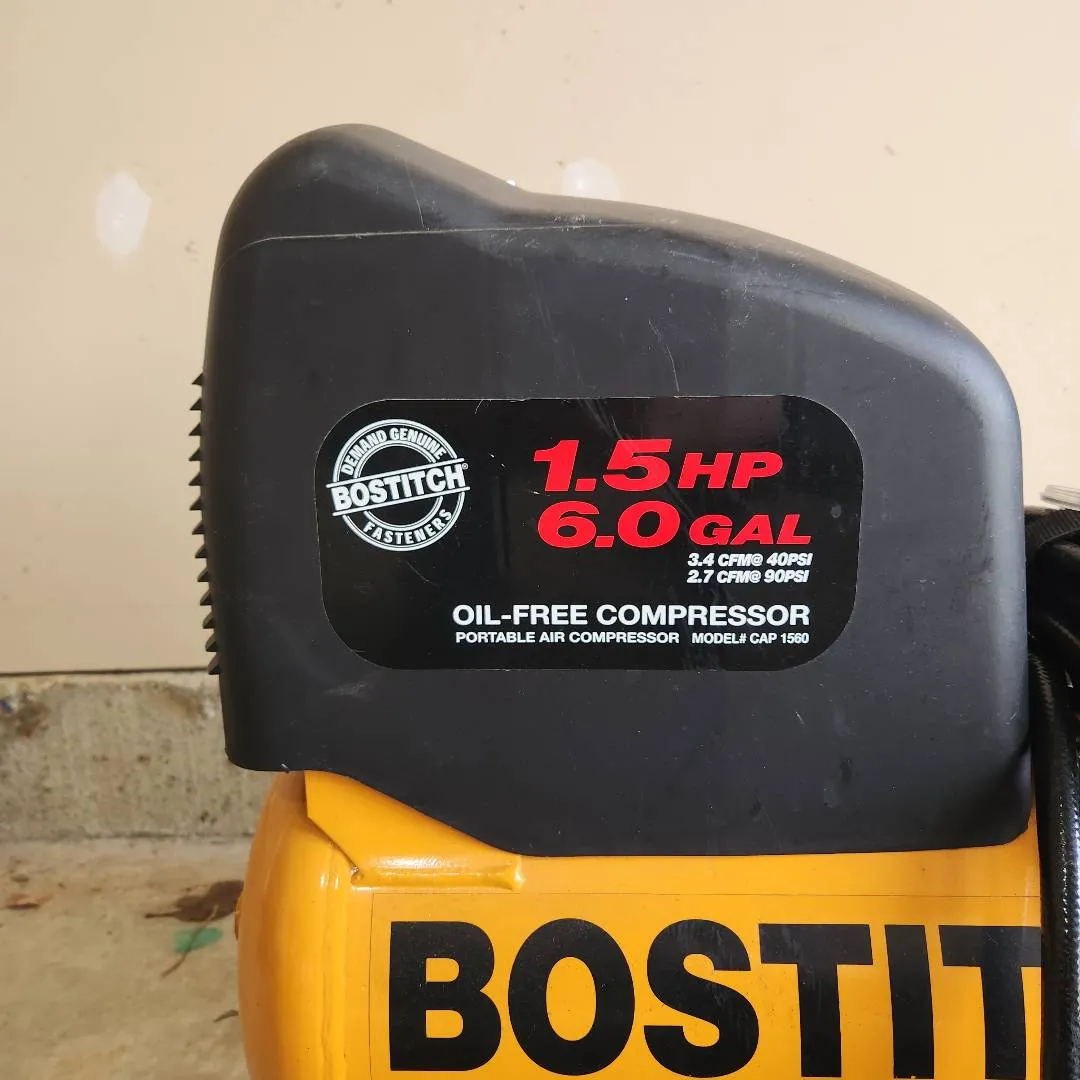 DEMAND GENUINE
BOSTITCH®
FASTENERS
1.5 HP
6.0 GAL
3.4 CFM@ 40PSI
2.7 CFM@ 90PSI
OIL-FREE COMPRESSOR
PORTABLE AIR COMPRESSOR MODEL# CAP 1560
BOSTIT